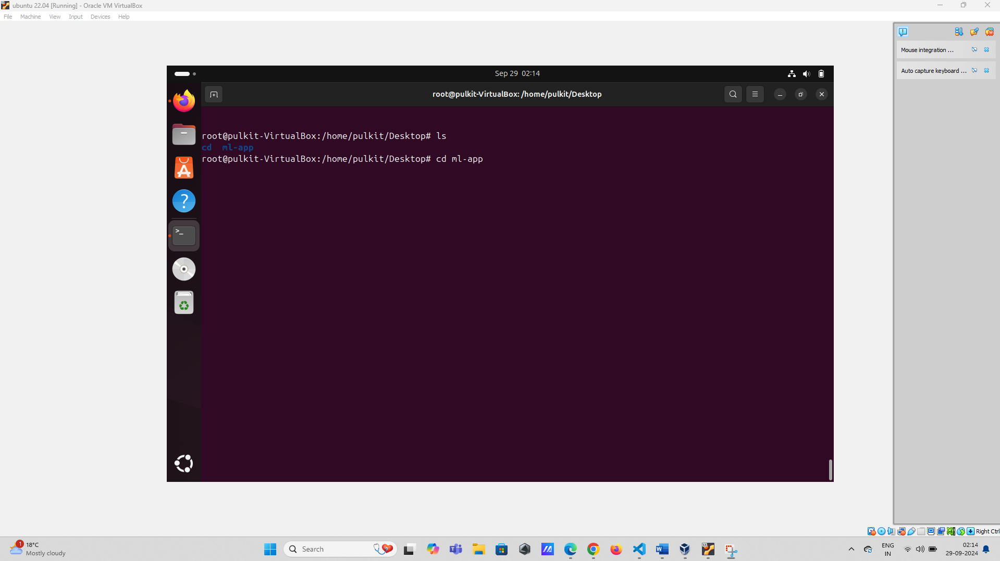 ubuntu 22.04 [Running] - Oracle VM VirtualBox
File Machine View Input Devices Help
Mouse integration ...
Auto capture keyboard ...
Sep 29 02:14
root@pulkit-VirtualBox: /home/pulkit/Desktop
root@pulkit-VirtualBox:/home/pulkit/Desktop# ls
cd ml-app
root@pulkit-VirtualBox:/home/pulkit/Desktop# cd ml-app
Right Ctrl
1
18°C
Mostly cloudy
Search
ENG
IN
02:14
29-09-2024